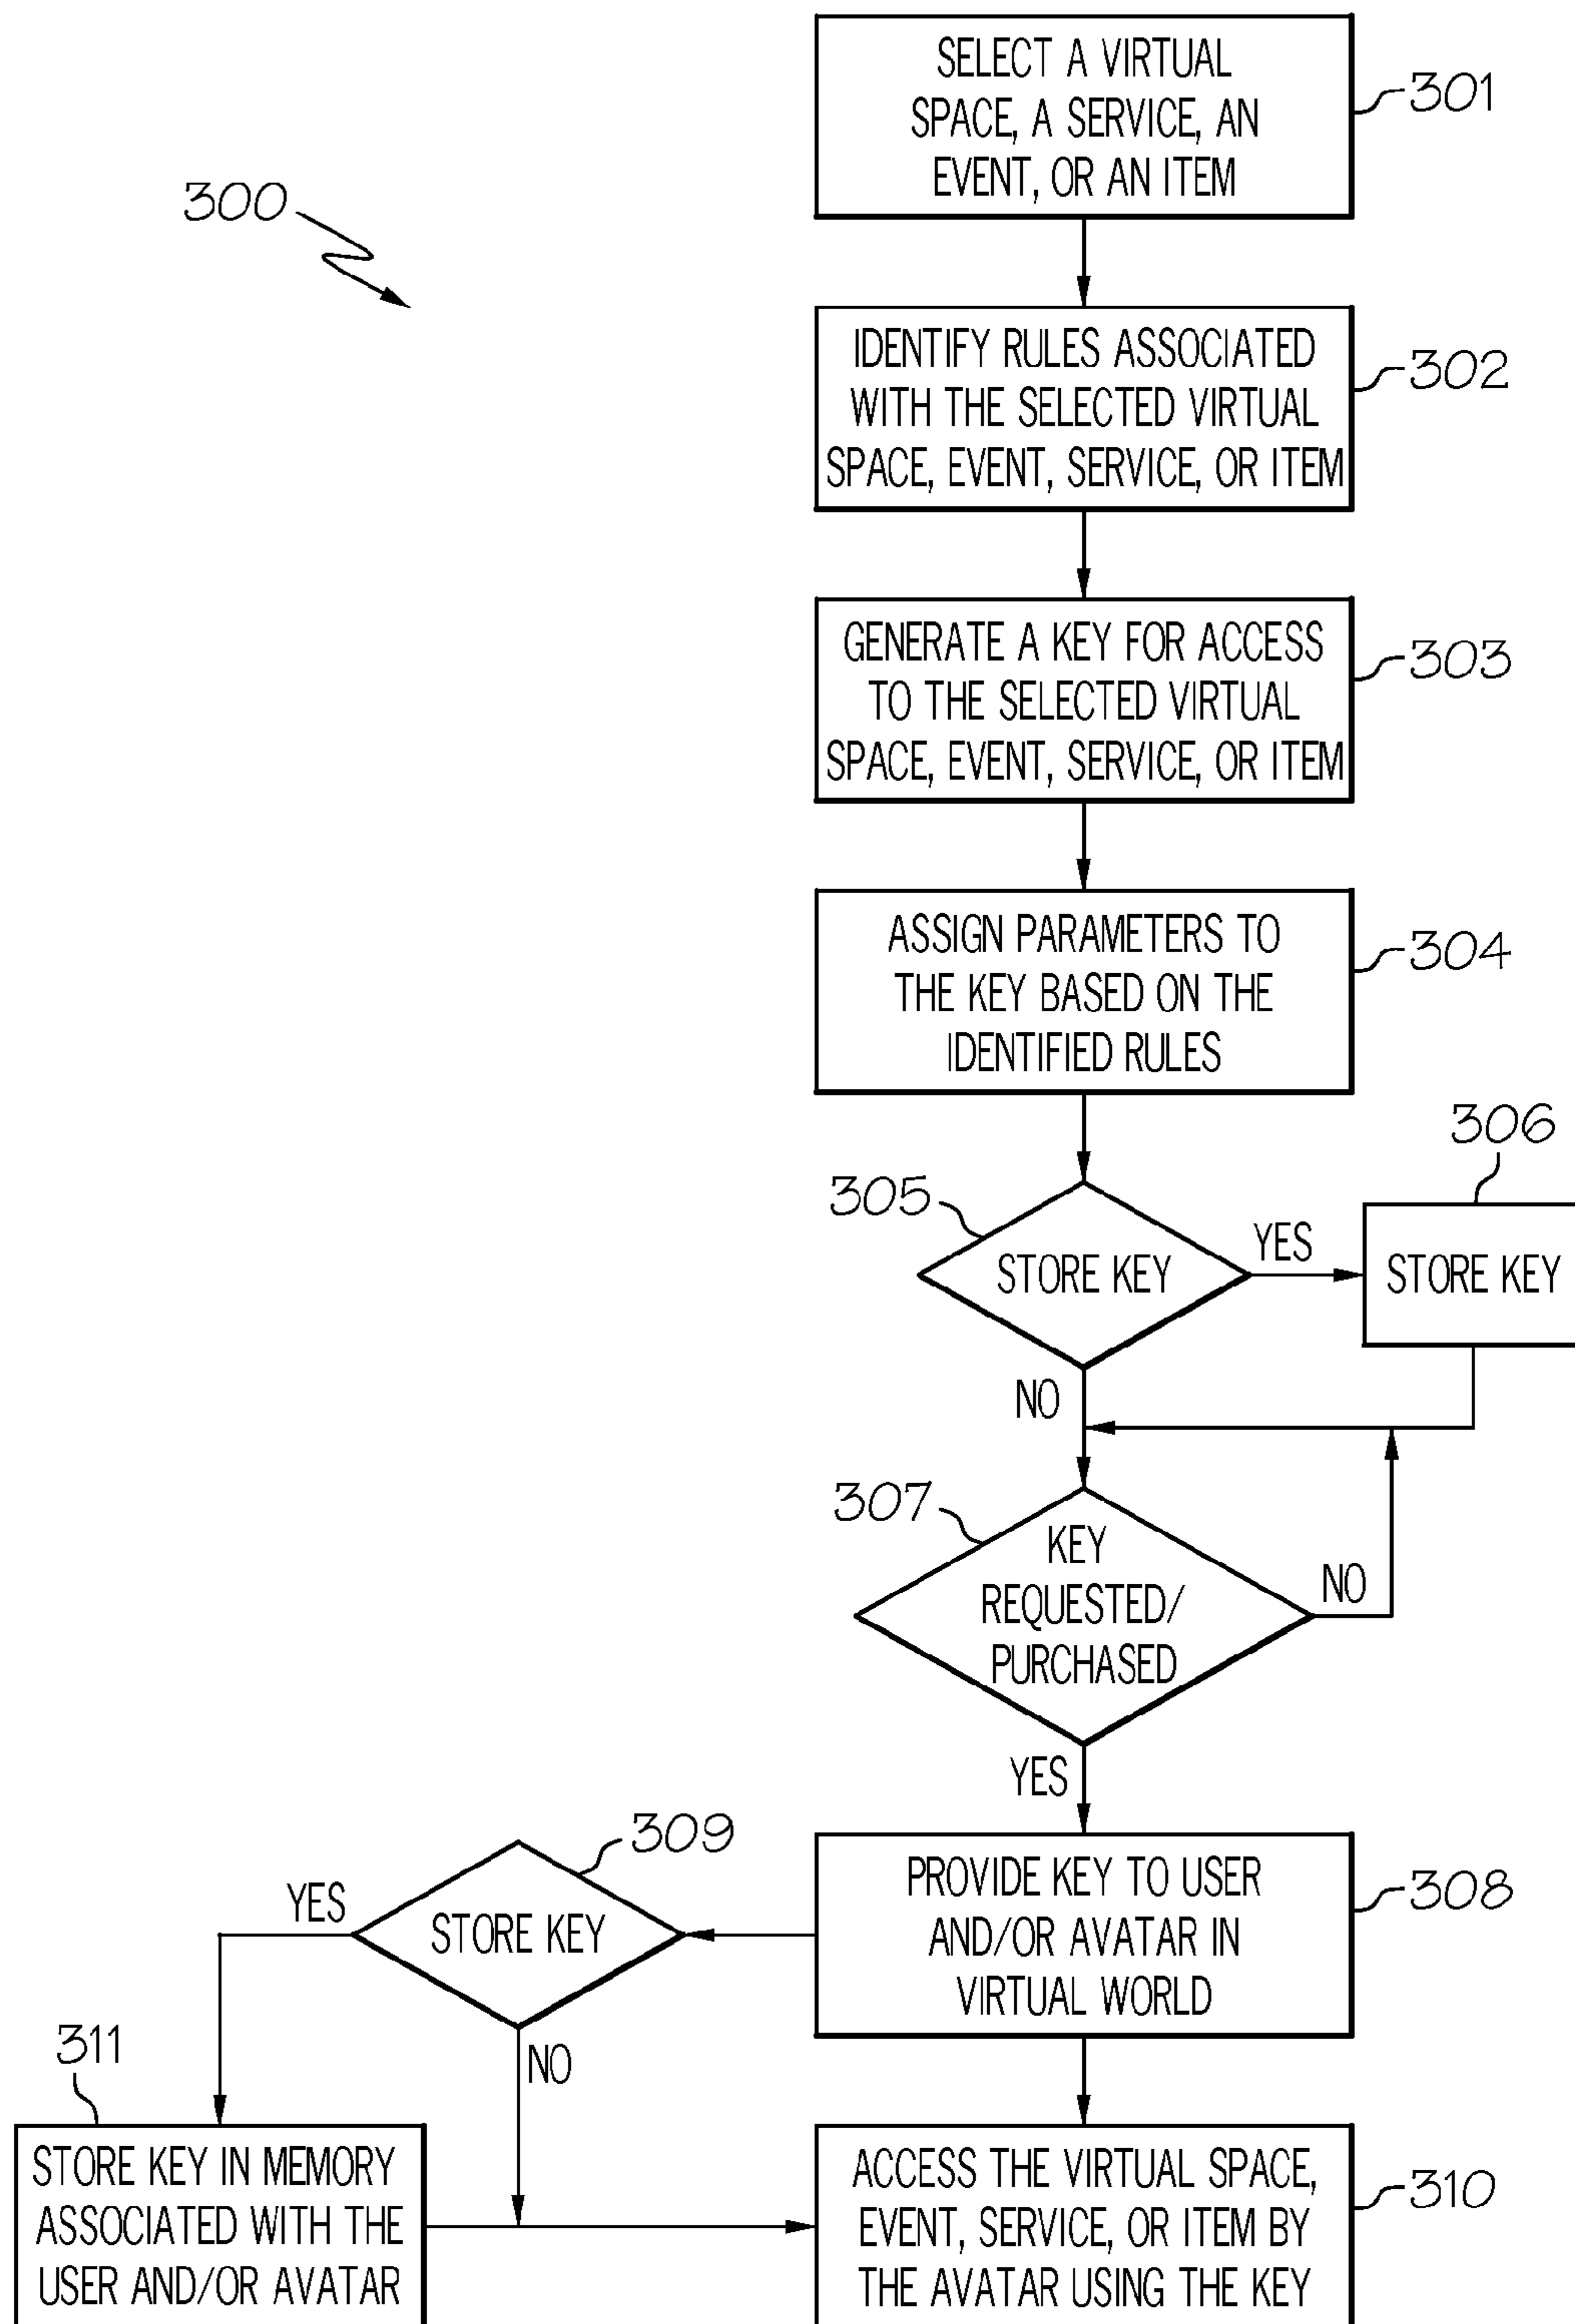 SELECT A VIRTUAL
SPACE, A SERVICE, AN
EVENT, OR AN ITEM
301
300
IDENTIFY RULES ASSOCIATED
WITH THE SELECTED VIRTUAL
SPACE, EVENT, SERVICE, OR ITEM
302
GENERATE A KEY FOR ACCESS
TO THE SELECTED VIRTUAL
SPACE, EVENT, SERVICE, OR ITEM
303
ASSIGN PARAMETERS TO
THE KEY BASED ON THE
IDENTIFIED RULES
304
305
STORE KEY
YES
306
STORE KEY
NO
307
KEY
REQUESTED/
PURCHASED
NO
YES
PROVIDE KEY TO USER
AND/OR AVATAR IN
VIRTUAL WORLD
308
309
STORE KEY
YES
NO
311
STORE KEY IN MEMORY
ASSOCIATED WITH THE
USER AND/OR AVATAR
ACCESS THE VIRTUAL SPACE,
EVENT, SERVICE, OR ITEM BY
THE AVATAR USING THE KEY
310